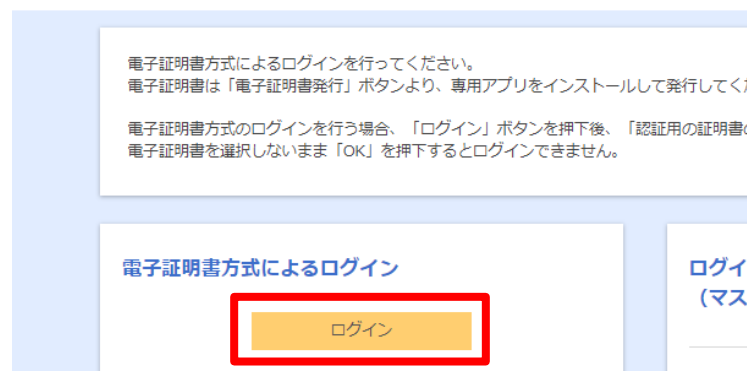 電子証明書方式によるログインを行ってください。
電子証明書は「電子証明書発行」ボタンより、専用アプリをインストールして発行してくだ
電子証明書方式のログインを行う場合、「ログイン」ボタンを押下後、「認証用の証明書の
電子証明書を選択しないまま「OK」を押下するとログインできません。
電子証明書方式によるログイン
ログイン
ログイ
（マス